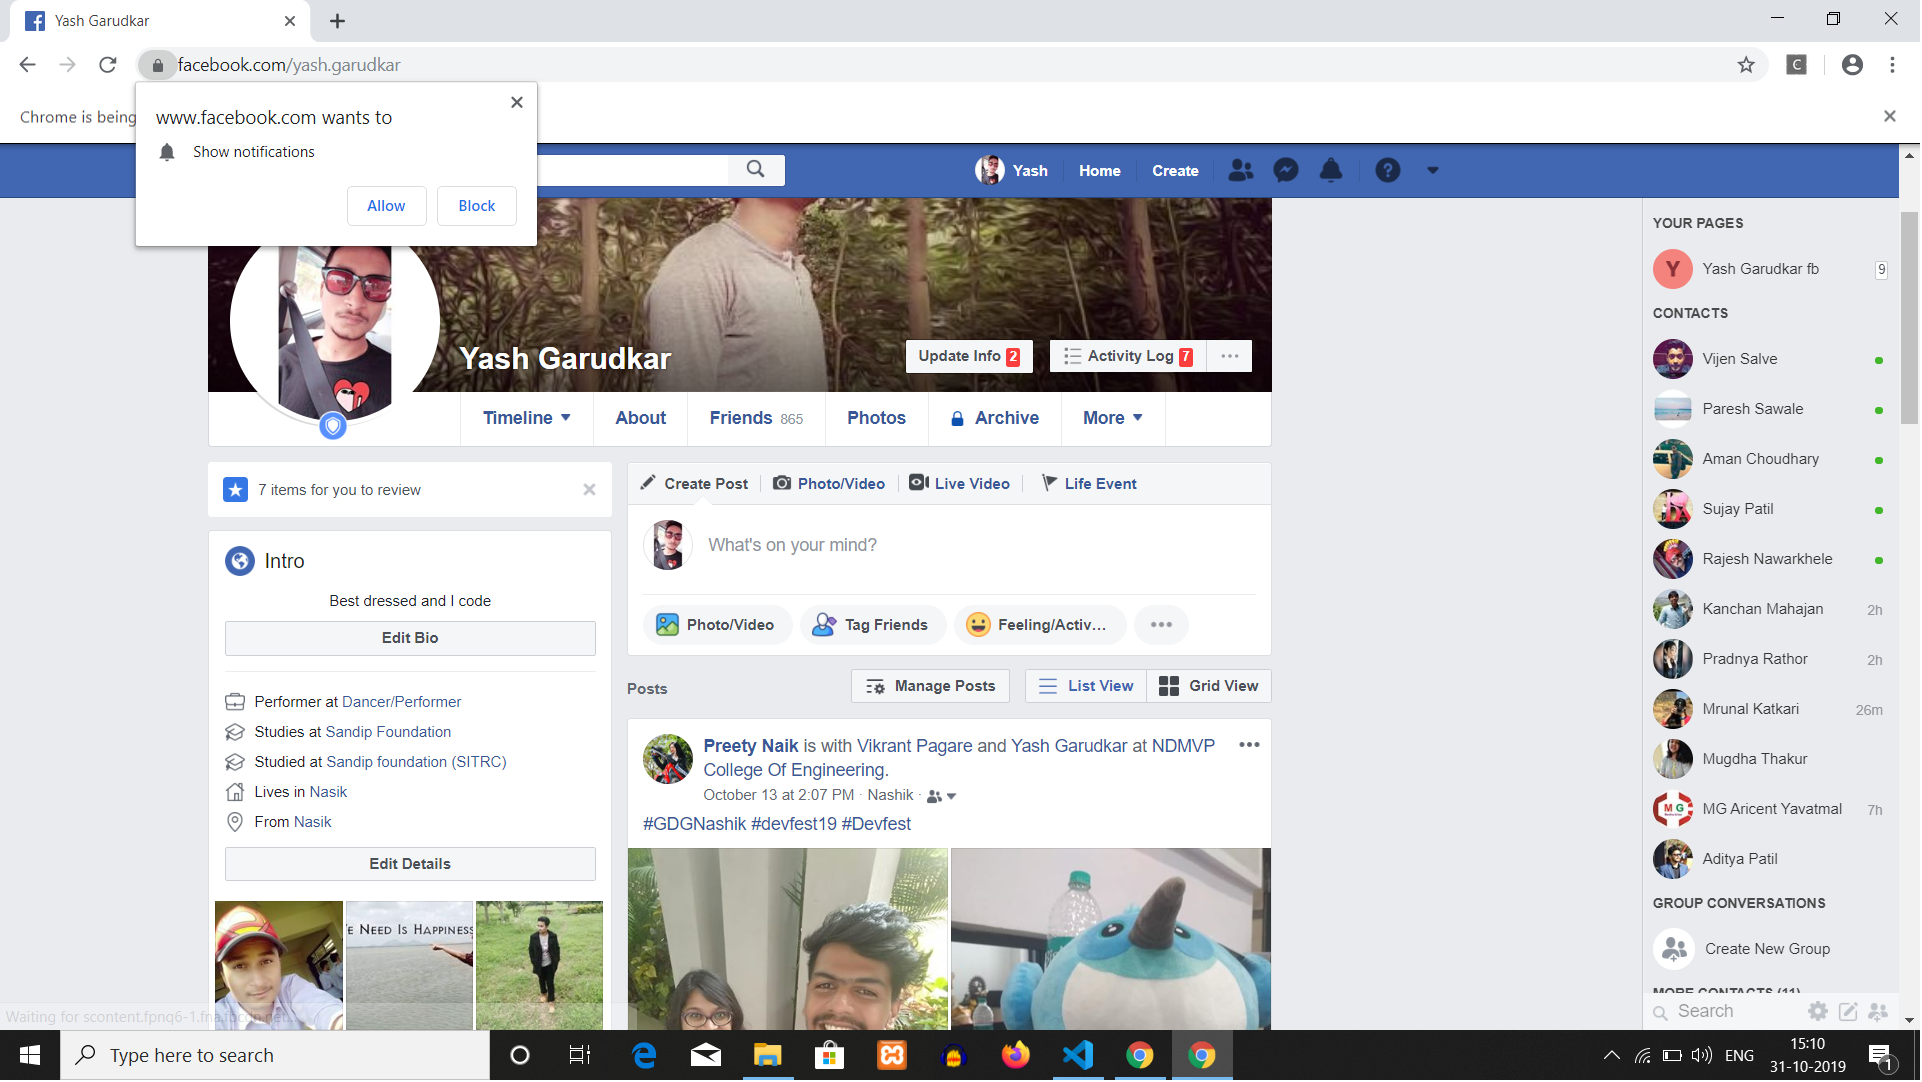 Yash Garudkar
facebook.com/yash.garudkar
Chrome is being
www.facebook.com wants to
Show notifications
Allow
Block
Yash
Home
Create
Yash Garudkar
Update Info 2
Activity Log 7
Timeline
About
Friends 865
Photos
Archive
More
7 items for you to review
Intro
Best dressed and I code
Edit Bio
Performer at Dancer/Performer
Studies at Sandip Foundation
Studied at Sandip foundation (SITRC)
Lives in Nasik
From Nasik
Edit Details
E NEED IS HAPPINESS
Create Post
Photo/Video
Live Video
Life Event
What's on your mind?
Photo/Video
Tag Friends
Feeling/Activ...
Posts
Manage Posts
List View
Grid View
Preety Naik is with Vikrant Pagare and Yash Garudkar at NDMVP
College Of Engineering.
October 13 at 2:07 PM · Nashik ·
#GDGNashik #devfest19 #Devfest
YOUR PAGES
Y
Yash Garudkar fb 9
CONTACTS
Vijen Salve
Paresh Sawale
Aman Choudhary
Sujay Patil
Rajesh Nawarkhele
Kanchan Mahajan 2h
Pradnya Rathor 2h
Mrunal Katkari 26m
Mugdha Thakur
M G
MG Aricent Yavatmal 7h
Aditya Patil
GROUP CONVERSATIONS
Create New Group
MORE CONTACTS (11)
Search
Type here to search
ENG
15:10
31-10-2019
1